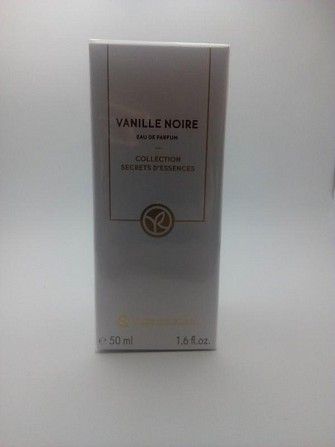 VANILLE NOIRE
EAU DE PARFUM
COLLECTION
SECRETS D'ESSENCES
℮ 50 ml 1,6 fl.oz.